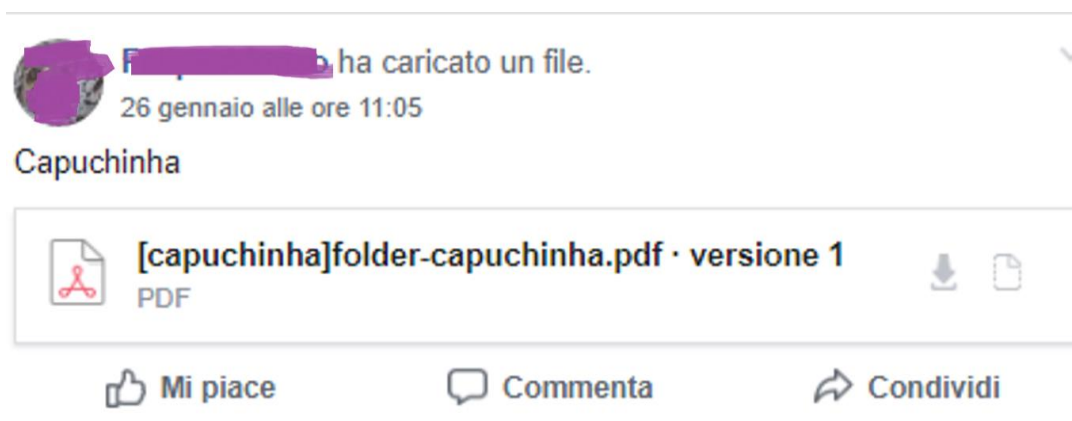 ha caricato un file.
26 gennaio alle ore 11:05
Capuchinha
[capuchinha]folder-capuchinha.pdf · versione 1
PDF
Mi piace Commenta Condividi